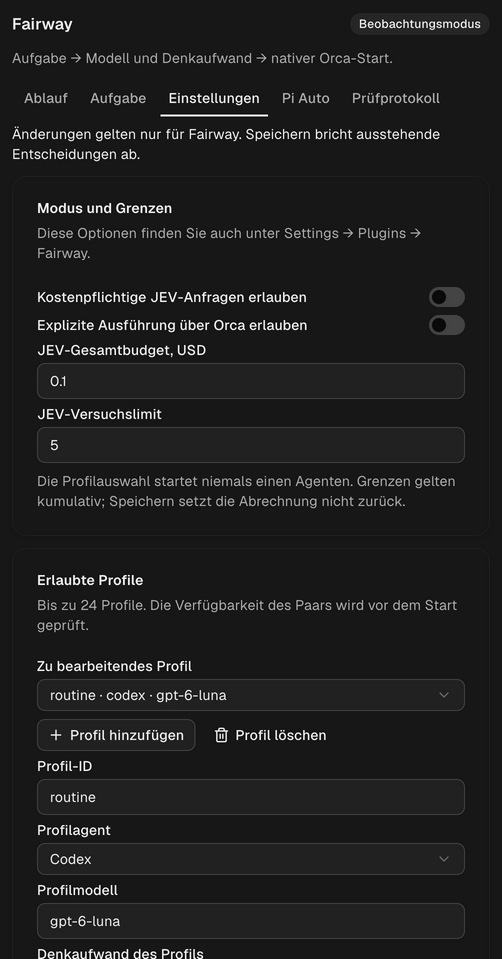 Fairway
Beobachtungsmodus
Aufgabe → Modell und Denkaufwand → nativer Orca-Start.
Ablauf
Aufgabe
Einstellungen
Pi Auto
Prüfprotokoll
Änderungen gelten nur für Fairway. Speichern bricht ausstehende
Entscheidungen ab.
Modus und Grenzen
Diese Optionen finden Sie auch unter Settings → Plugins →
Fairway.
Kostenpflichtige JEV-Anfragen erlauben
Explizite Ausführung über Orca erlauben
JEV-Gesamtbudget, USD
0.1
JEV-Versuchslimit
5
Die Profilauswahl startet niemals einen Agenten. Grenzen gelten
kumulativ; Speichern setzt die Abrechnung nicht zurück.
Erlaubte Profile
Bis zu 24 Profile. Die Verfügbarkeit des Paars wird vor dem Start
geprüft.
Zu bearbeitendes Profil
routine · codex · gpt-6-luna
Profil hinzufügen
Profil löschen
Profil-ID
routine
Profilagent
Codex
Profilmodell
gpt-6-luna
Denkaufwand des Profils